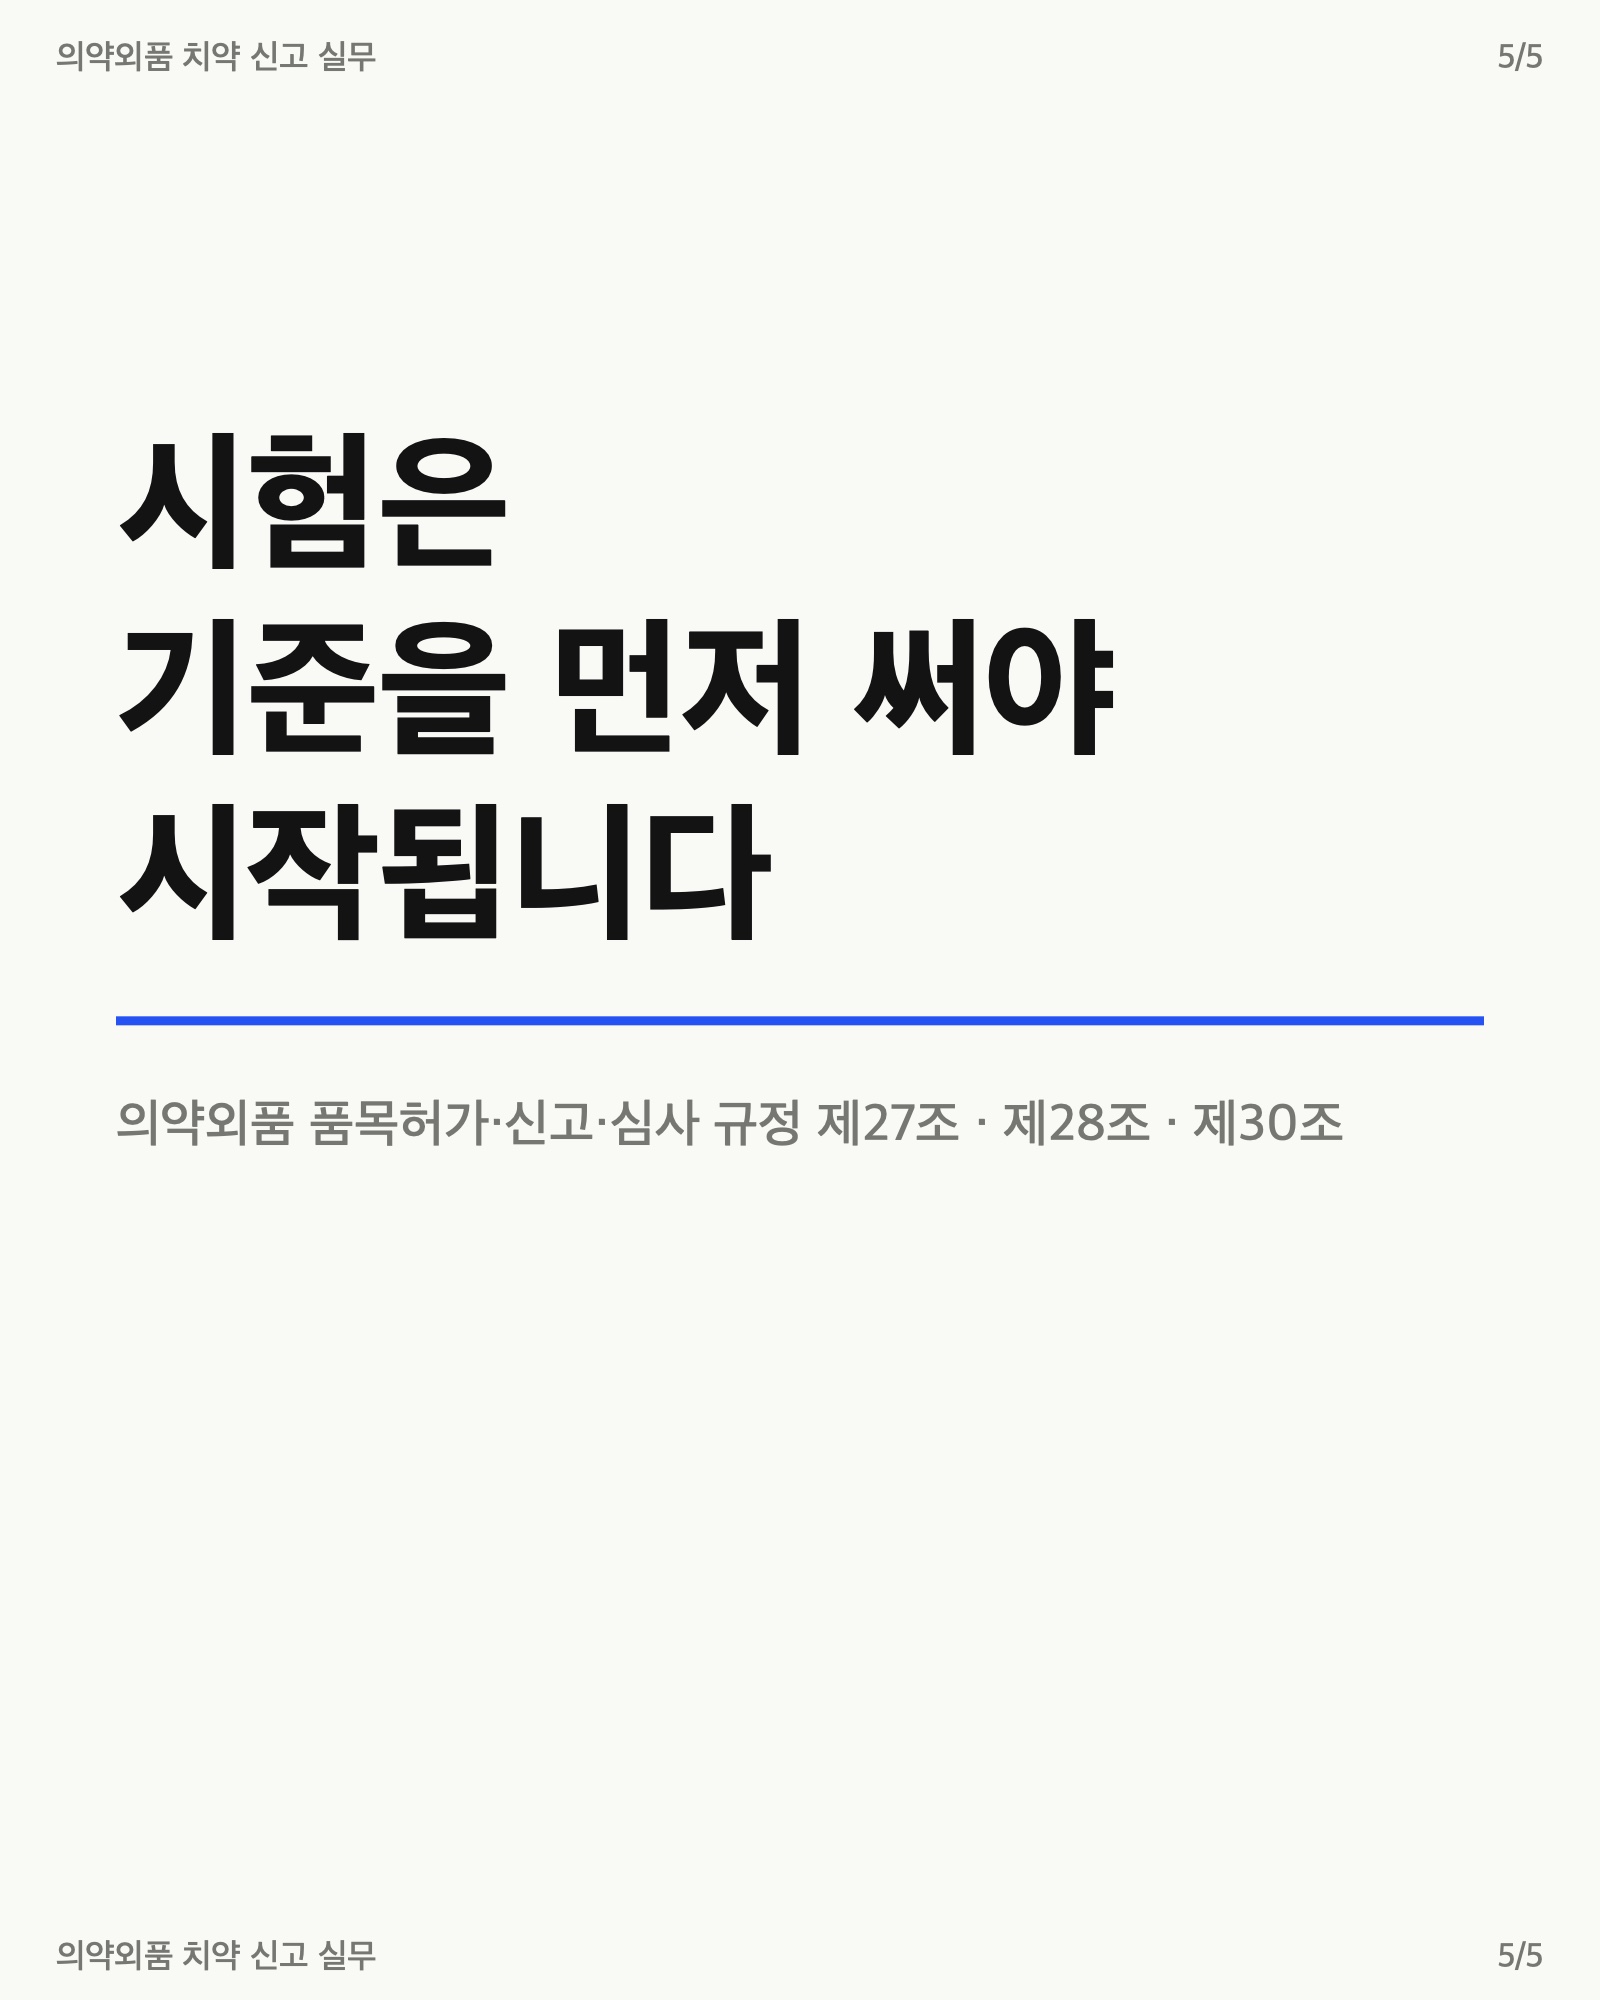 의약외품 치약 신고 실무
5/5
시험은
기준을 먼저 써야
시작됩니다
의약외품 품목허가·신고·심사 규정 제27조 · 제28조 · 제30조
의약외품 치약 신고 실무
5/5